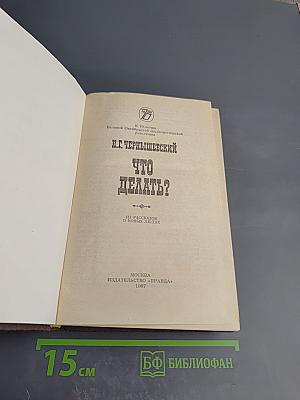 К 70-летию
Великой Октябрьской социалистической
революции
Н.Г.ЧЕРНЫШЕВСКИЙ
ЧТО
ДЕЛАТЬ?
ИЗ РАССКАЗОВ
О НОВЫХ ЛЮДЯХ
МОСКВА
ИЗДАТЕЛЬСТВО «ПРАВДА»
1987
15 см
БФ БИБЛИОФАН